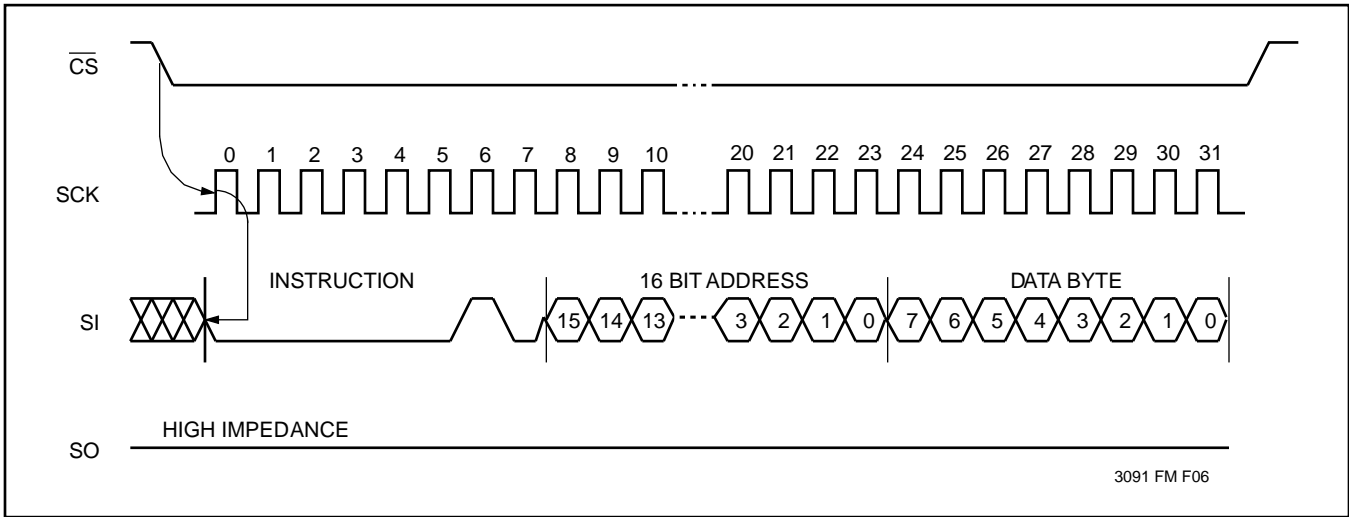 CS
0 1 2 3 4 5 6 7 8 9 10 20 21 22 23 24 25 26 27 28 29 30 31
SCK
INSTRUCTION 16 BIT ADDRESS DATA BYTE
SI 15 14 13 3 2 1 0 7 6 5 4 3 2 1 0
HIGH IMPEDANCE
SO
3091 FM F06